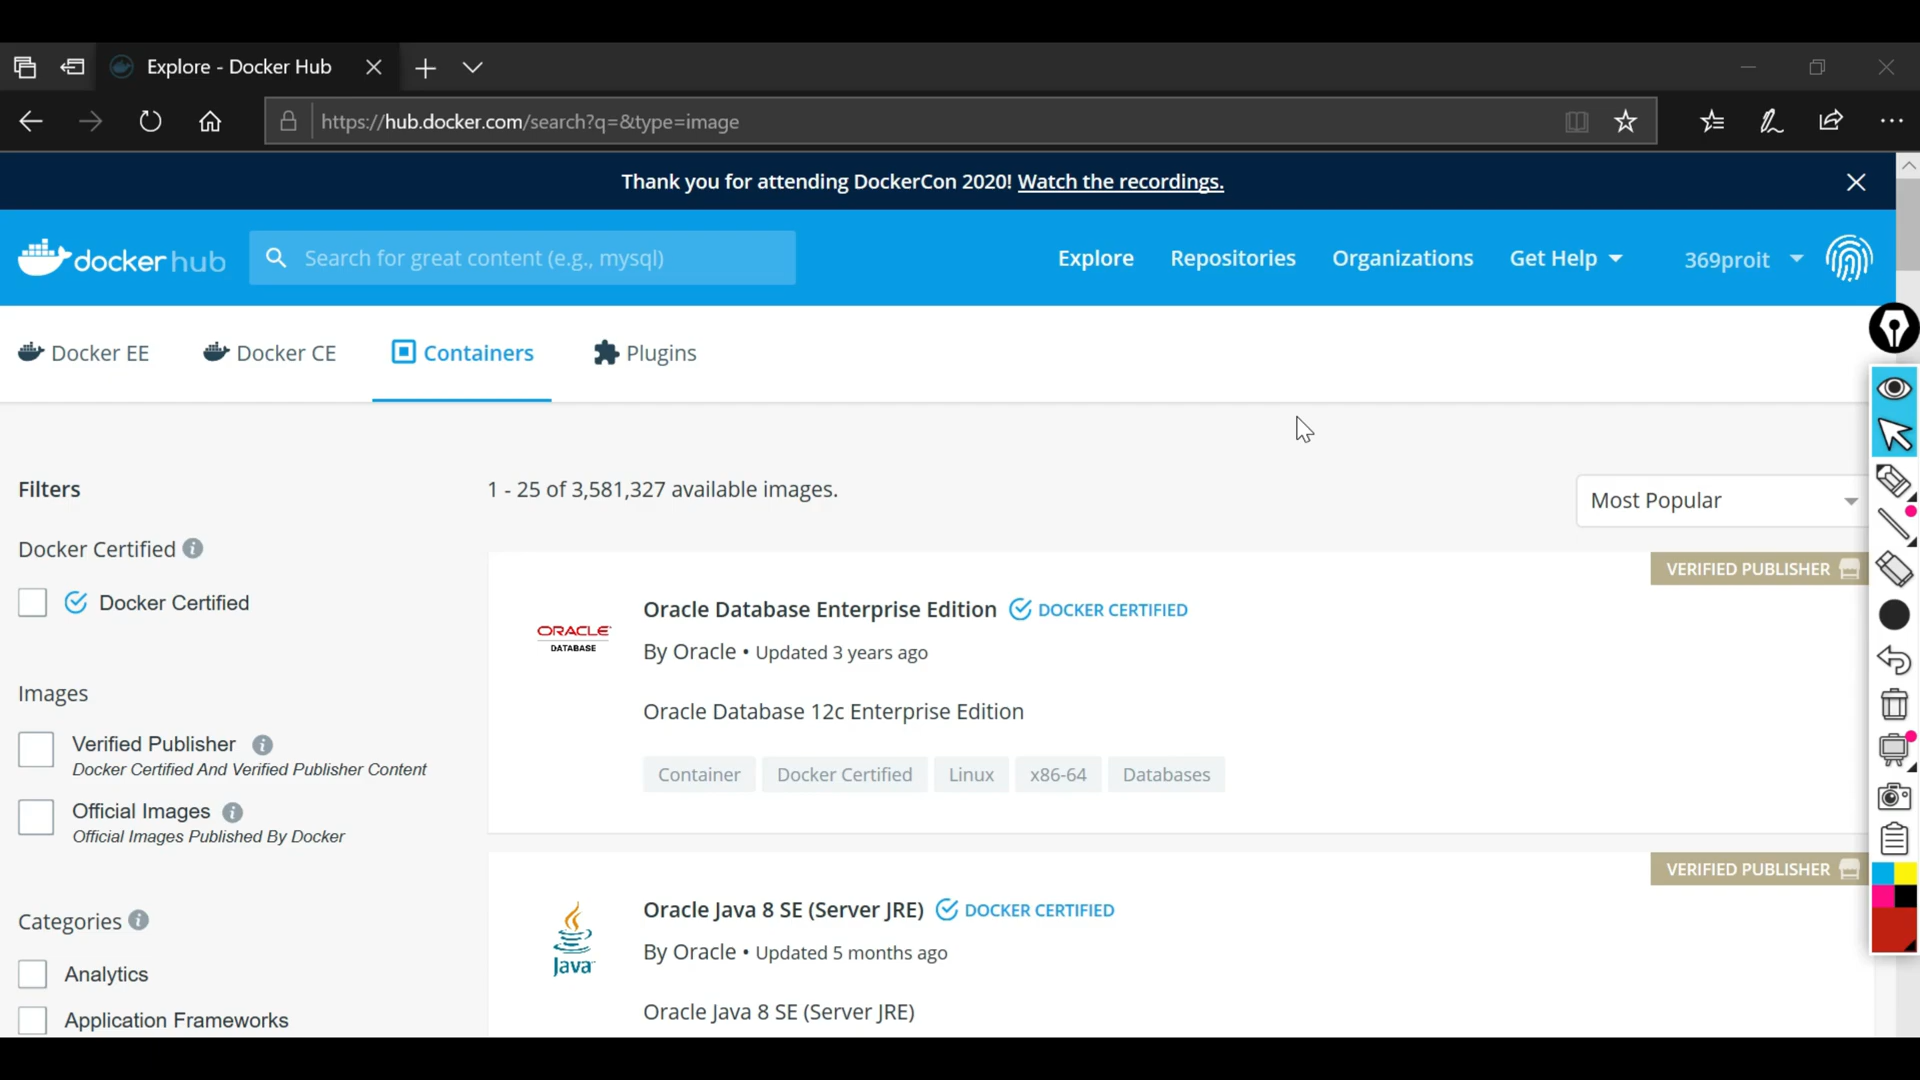 Explore - Docker Hub
https://hub.docker.com/search?q=&type=image
Thank you for attending DockerCon 2020! Watch the recordings.
docker hub
Search for great content (e.g., mysql)
Explore
Repositories
Organizations
Get Help
369proit
Docker EE
Docker CE
Containers
Plugins
Filters
1 - 25 of 3,581,327 available images.
Most Popular
Docker Certified
Docker Certified
Images
Verified Publisher
Docker Certified And Verified Publisher Content
Official Images
Official Images Published By Docker
Categories
Analytics
Application Frameworks
VERIFIED PUBLISHER
ORACLE
DATABASE
Oracle Database Enterprise Edition DOCKER CERTIFIED
By Oracle • Updated 3 years ago
Oracle Database 12c Enterprise Edition
Container
Docker Certified
Linux
x86-64
Databases
VERIFIED PUBLISHER
Java
Oracle Java 8 SE (Server JRE) DOCKER CERTIFIED
By Oracle • Updated 5 months ago
Oracle Java 8 SE (Server JRE)